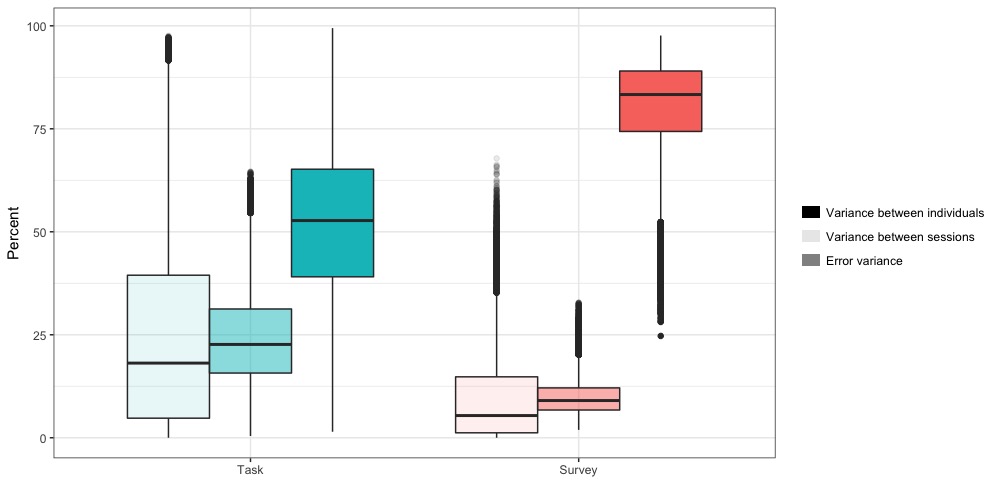 100
75
50
25
0
Percent
Task
Survey
Variance between individuals
Variance between sessions
Error variance